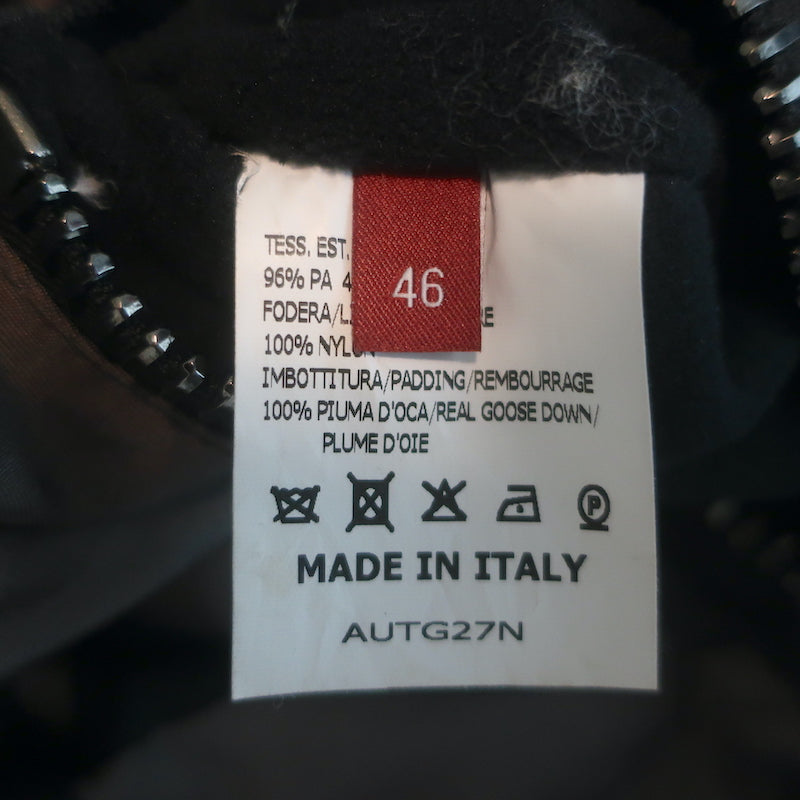 46
TESS. EST.
96% PA 4
FODERA/
100% NYLON
IMBOTTITURA/PADDING/REMBOURRAGE
100% PIUMA D'OCA/REAL GOOSE DOWN/
PLUME D'OIE
P
MADE IN ITALY
AUTG27N